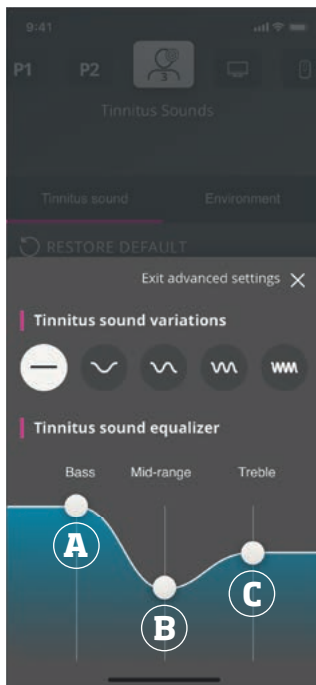 9:41
P1 P2 3
Tinnitus Sounds
Tinnitus sound Environment
RESTORE DEFAULT
Exit advanced settings
Tinnitus sound variations
Tinnitus sound equalizer
Bass Mid-range Treble
A
C
B